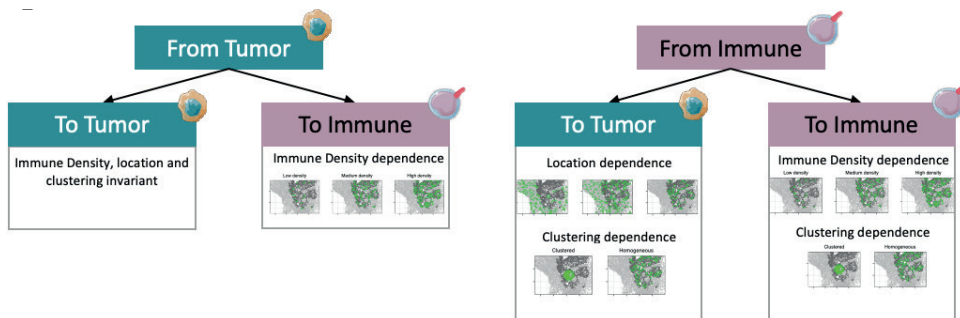 From Tumor
To Tumor
Immune Density, location and
clustering invariant
To Immune
Immune Density dependence
Low density Medium density High density
From Immune
To Tumor
Location dependence
Clustering dependence
Clustered Homogeneous
To Immune
Immune Density dependence
Low density Medium density High density
Clustering dependence
Clustered Homogeneous